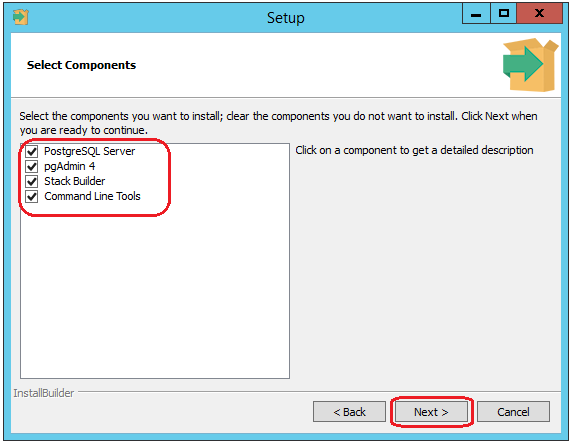 Setup
Select Components
Select the components you want to install; clear the components you do not want to install. Click Next when
you are ready to continue.
PostgreSQL Server
pgAdmin 4
Stack Builder
Command Line Tools
Click on a component to get a detailed description
InstallBuilder
< Back
Next >
Cancel